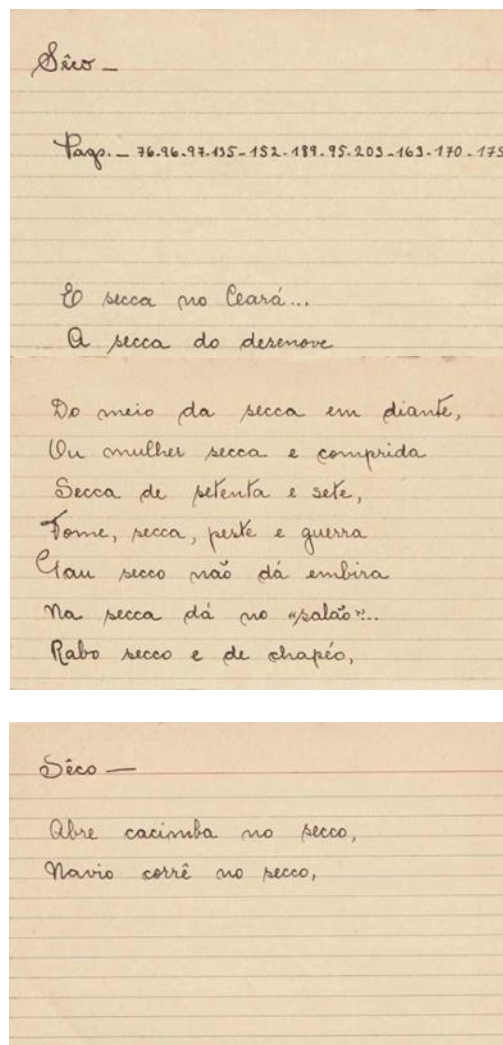 Sêco –
Pags. – 76.96.97.135-152.189.95.203-163.170.175
E secca no Ceará...
A secca do desenove
Do meio da secca em diante,
Ou mulher secca e comprida
Secca de setenta e sete,
Fome, secca, peste e guerra
Páu secco não dá embira
Na secca dá no «salão»...
Rabo secco e de chapéo,
Sêco —
Abre cacimba no secco,
Navio corrê no secco,